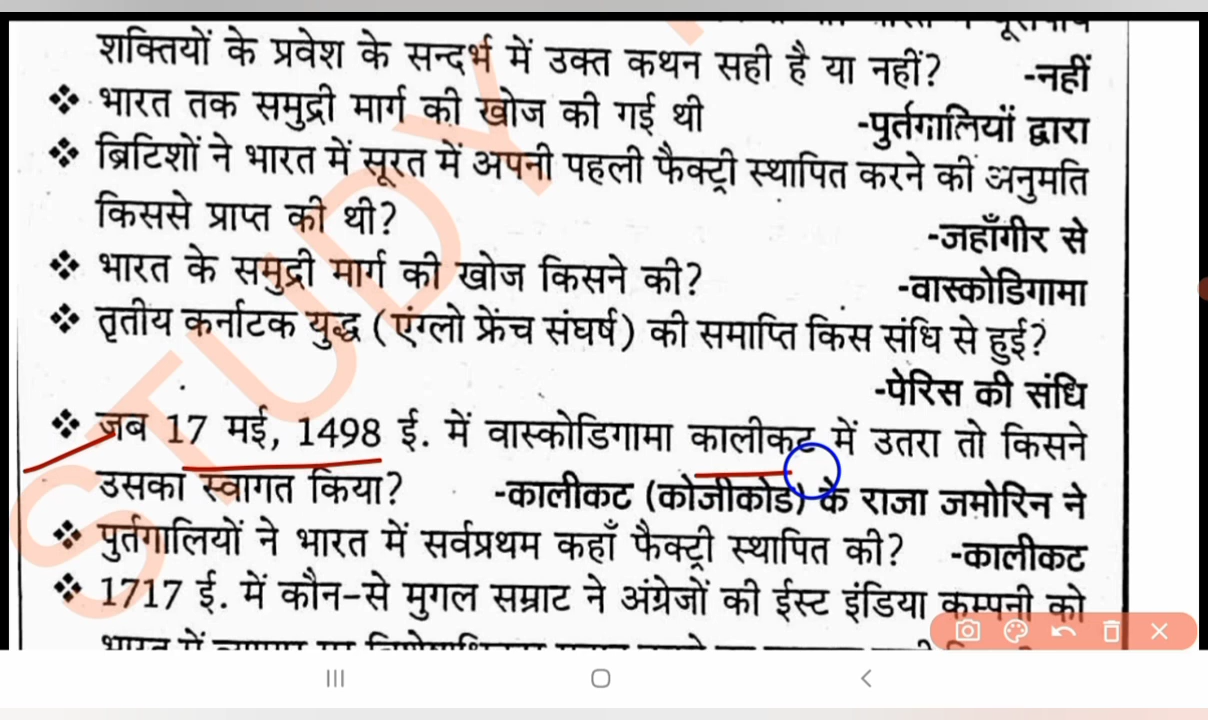 शक्तियों के प्रवेश के सन्दर्भ में उक्त कथन सही है या नहीं? -नहीं
❖ भारत तक समुद्री मार्ग की खोज की गई थी -पुर्तगालियों द्वारा
❖ ब्रिटिशों ने भारत में सूरत में अपनी पहली फैक्ट्री स्थापित करने की अनुमति
किससे प्राप्त की थी? -जहाँगीर से
❖ भारत के समुद्री मार्ग की खोज किसने की? -वास्कोडिगामा
❖ तृतीय कर्नाटक युद्ध (एंग्लो फ्रेंच संघर्ष) की समाप्ति किस संधि से हुई?
-पेरिस की संधि
❖ जब 17 मई, 1498 ई. में वास्कोडिगामा कालीकट में उतरा तो किसने
उसका स्वागत किया? -कालीकट (कोजीकोड) के राजा जमोरिन ने
❖ पुर्तगालियों ने भारत में सर्वप्रथम कहाँ फैक्ट्री स्थापित की? -कालीकट
❖ 1717 ई. में कौन-से मुगल सम्राट ने अंग्रेजों की ईस्ट इंडिया कम्पनी को
STUDY